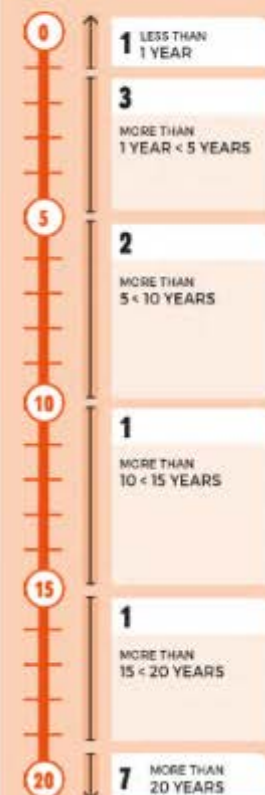 0
1 LESS THAN
1 YEAR
3
MORE THAN
1 YEAR < 5 YEARS
5
2
MORE THAN
5 < 10 YEARS
10
1
MORE THAN
10 < 15 YEARS
15
1
MORE THAN
15 < 20 YEARS
20
7 MORE THAN
20 YEARS